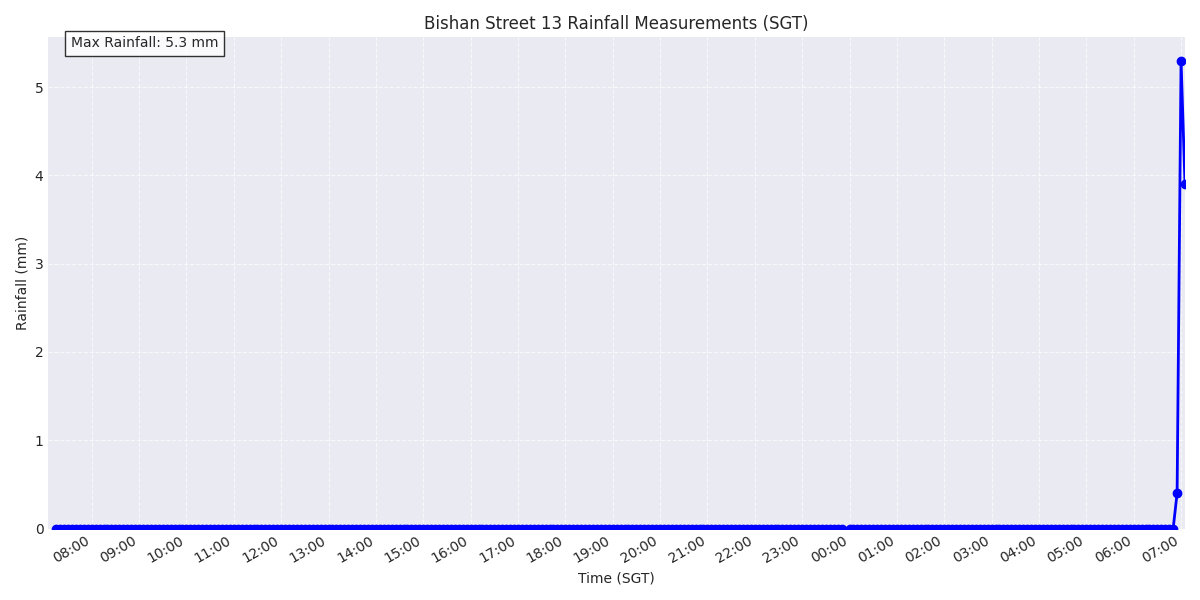 Bishan Street 13 Rainfall Measurements (SGT)
Max Rainfall: 5.3 mm
5
4
3
2
1
0
Rainfall (mm)
08:00 09:00 10:00 11:00 12:00 13:00 14:00 15:00 16:00 17:00 18:00 19:00 20:00 21:00 22:00 23:00 00:00 01:00 02:00 03:00 04:00 05:00 06:00 07:00
Time (SGT)